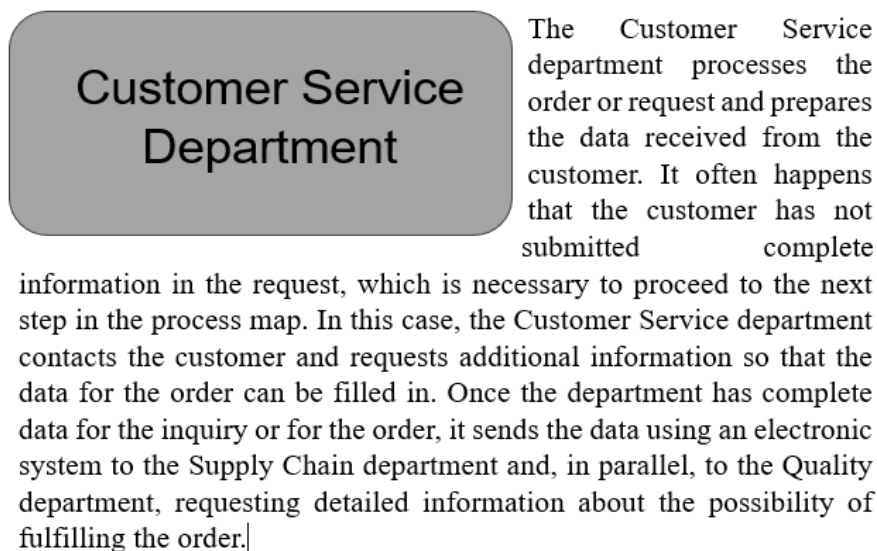 Customer Service
Department
The Customer Service
department processes the
order or request and prepares
the data received from the
customer. It often happens
that the customer has not
submitted complete
information in the request, which is necessary to proceed to the next
step in the process map. In this case, the Customer Service department
contacts the customer and requests additional information so that the
data for the order can be filled in. Once the department has complete
data for the inquiry or for the order, it sends the data using an electronic
system to the Supply Chain department and, in parallel, to the Quality
department, requesting detailed information about the possibility of
fulfilling the order.